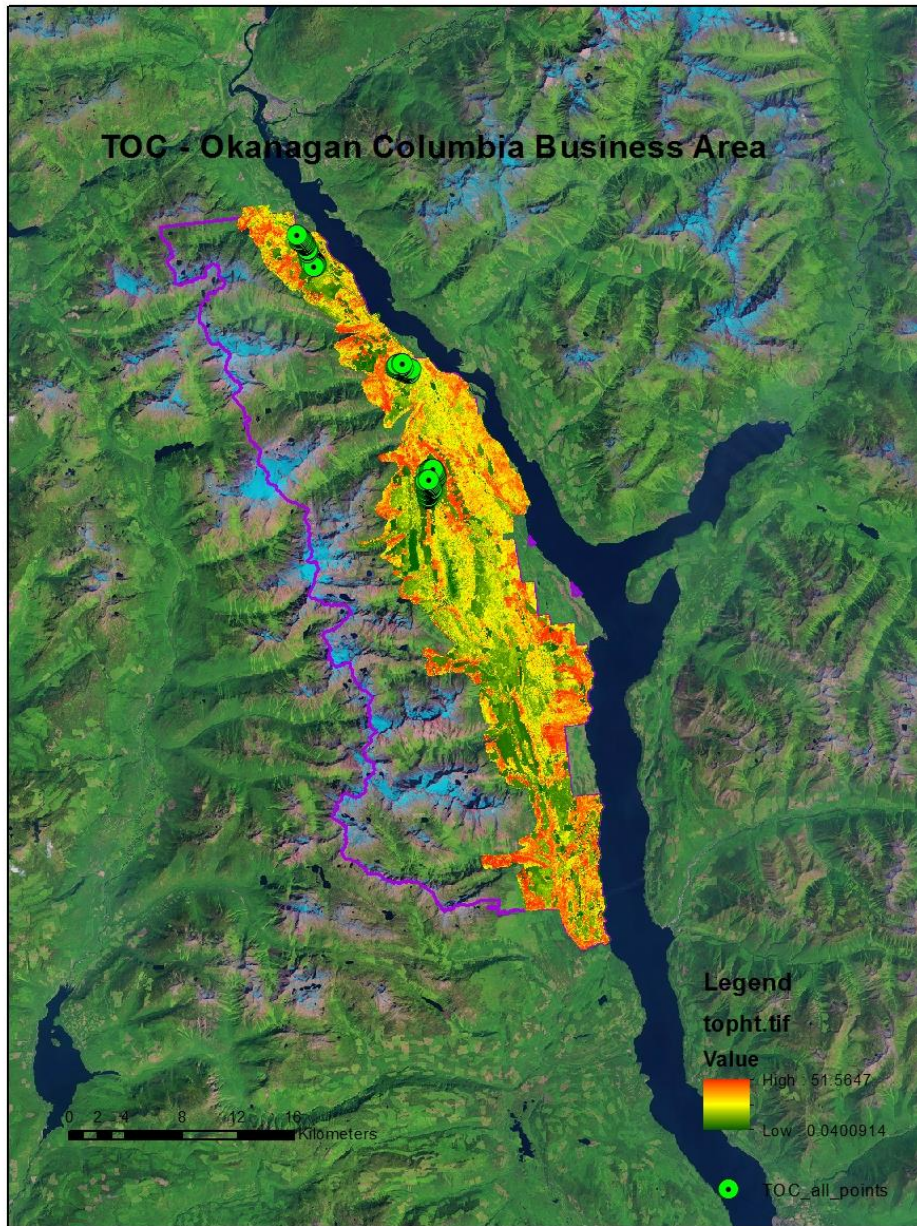 TOC - Okanagan Columbia Business Area
Legend
topht.tif
Value
High : 51.5647
Low : 0.0400914
0 2 4 8 12 16
Kilometers
TOC_all_points